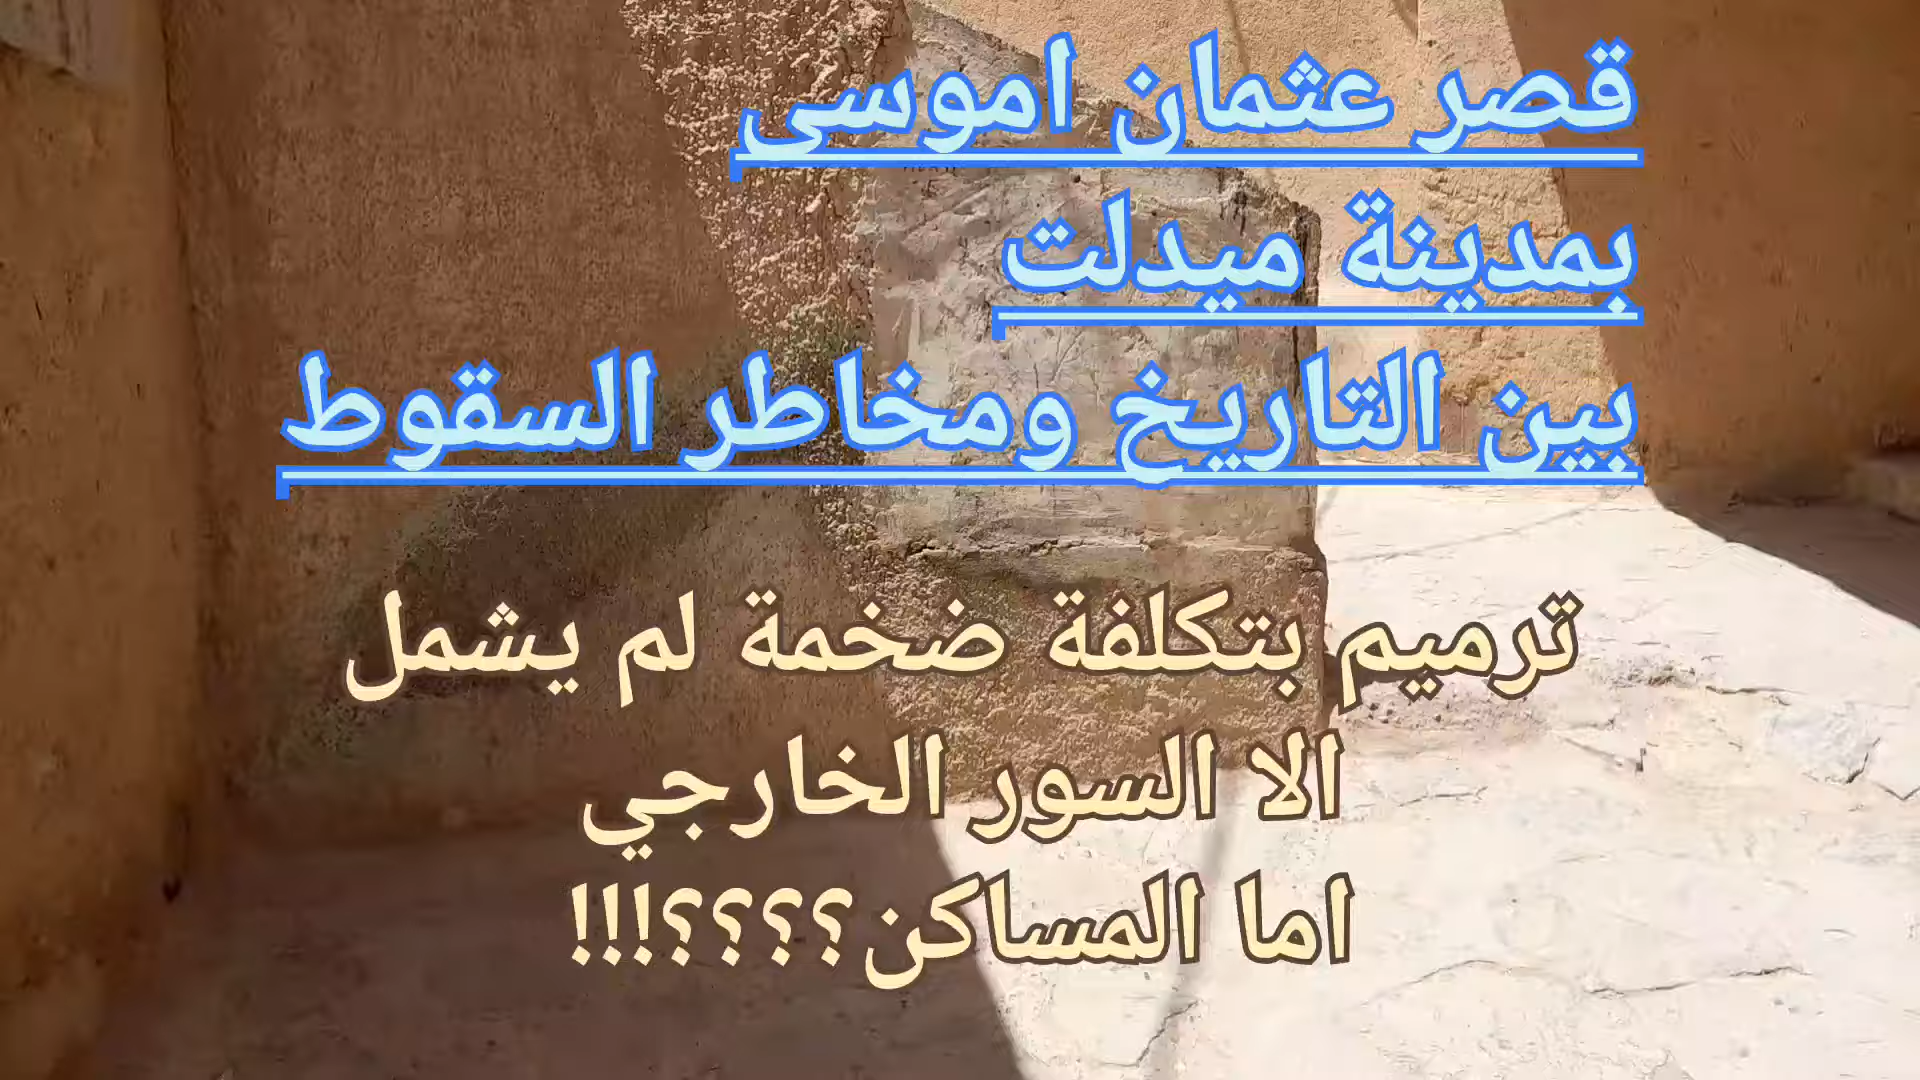 قصر عثمان اموسى
بمدينة ميدلت
بين التاريخ ومخاطر السقوط
ترميم بتكلفة ضخمة لم يشمل
الا السور الخارجي
اما المساكن؟؟؟؟!!!